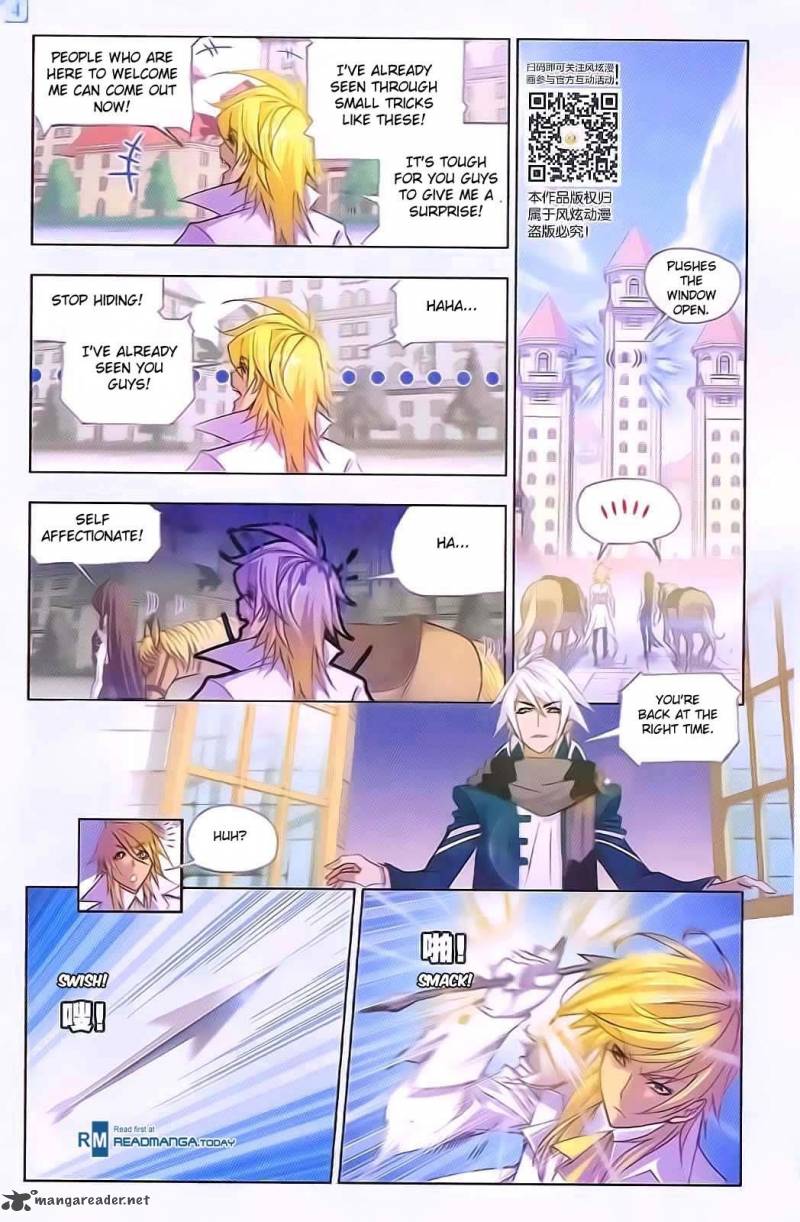 PEOPLE WHO ARE
HERE TO WELCOME
ME CAN COME OUT
NOW!
I'VE ALREADY
SEEN THROUGH
SMALL TRICKS
LIKE THESE!
IT'S TOUGH
FOR YOU GUYS
TO GIVE ME A
SURPRISE!
STOP HIDING!
I'VE ALREADY
SEEN YOU
GUYS!
HAHA...
SELF
AFFECTIONATE!
HA...
扫码即可关注风炫漫
画参与官方互动活动!
本作品版权归
属于风炫动漫
盗版必究!
PUSHES
THE
WINDOW
OPEN.
YOU'RE
BACK AT THE
RIGHT TIME.
HUH?
SWISH!
嗖!
啪!
SMACK!
RM Read first at
READMANGA.TODAY
mangareader.net